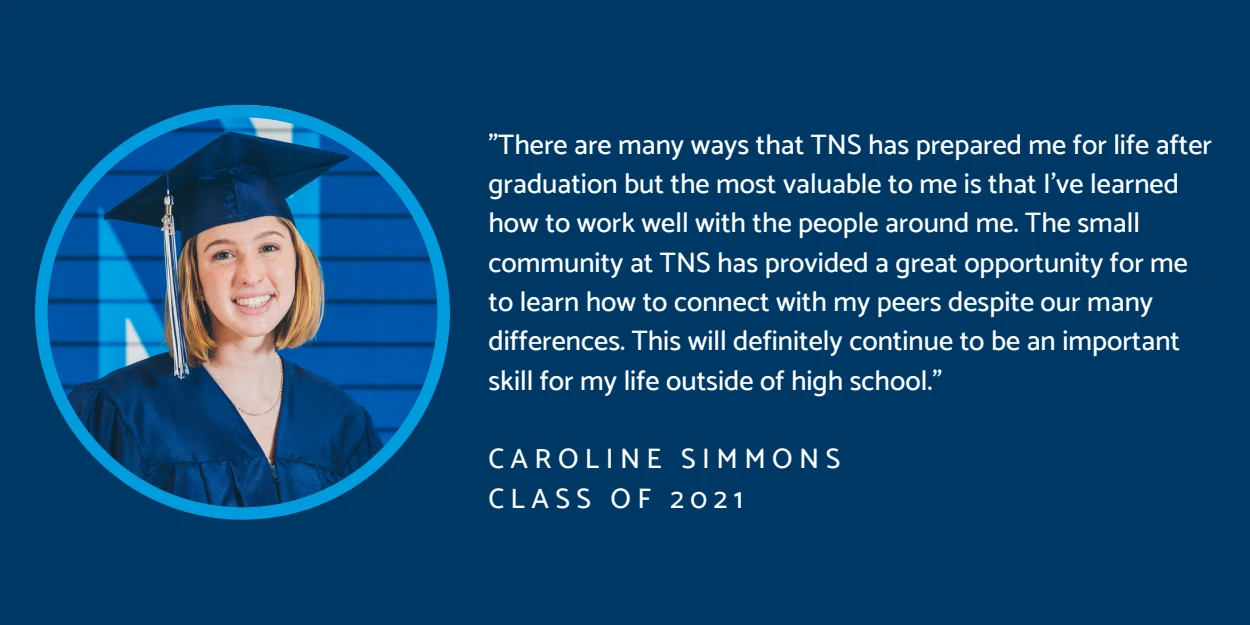 ”There are many ways that TNS has prepared me for life after
graduation but the most valuable to me is that I’ve learned
how to work well with the people around me. The small
community at TNS has provided a great opportunity for me
to learn how to connect with my peers despite our many
differences. This will definitely continue to be an important
skill for my life outside of high school.”
CAROLINE SIMMONS
CLASS OF 2021